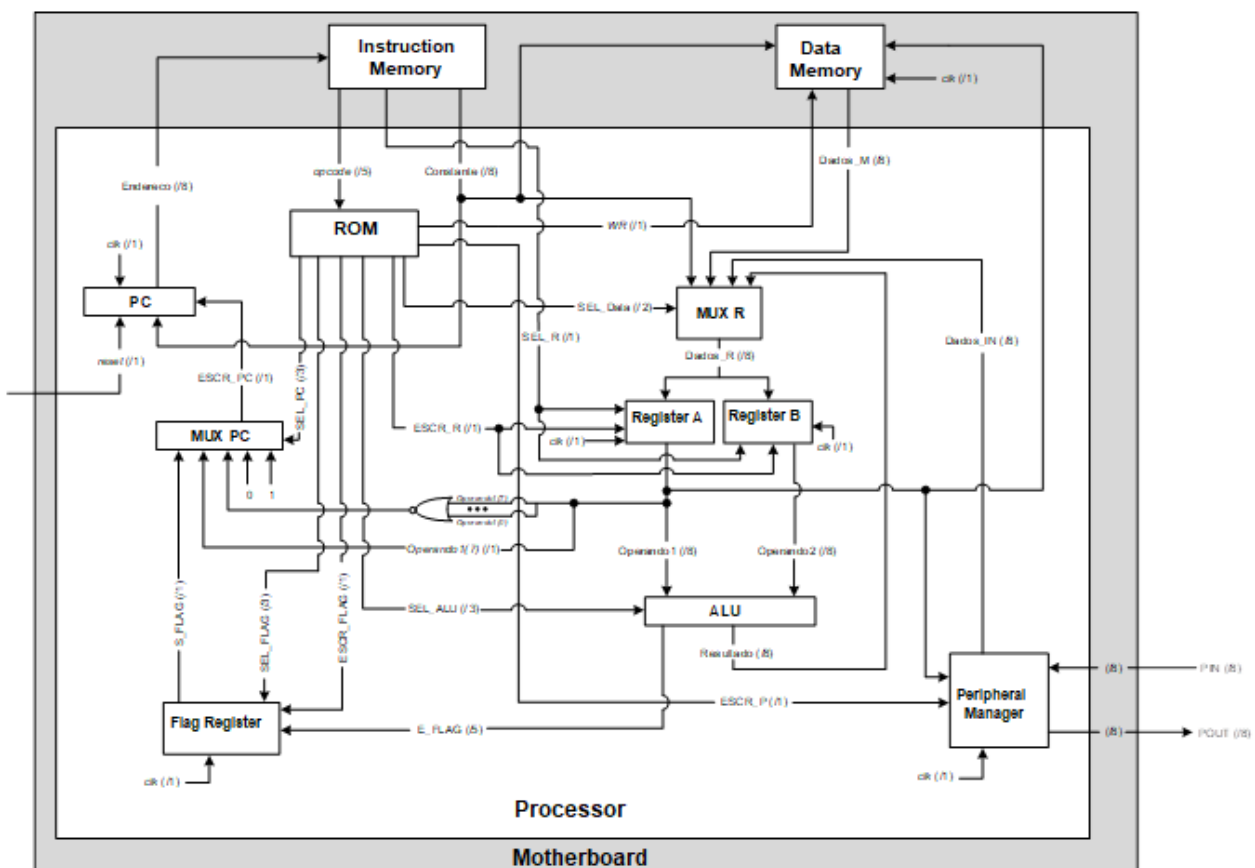 Instruction
Memory
Data
Memory
clk (/1)
Dados_M (/8)
opcode (/5)
Constante (/8)
Endereco (/8)
ROM
WR (/1)
clk (/1)
PC
SEL_Data (/2)
MUX R
SEL_R (/1)
Dados_IN (/8)
reset (/1)
Dados_R (/8)
ESCR_PC (/1)
SEL_PC (/3)
Register A
Register B
MUX PC
ESCR_R (/1)
clk (/1)
clk (/1)
0
1
Operando1(7)
•••
Operando1(0)
Operando1(7) (/1)
Operando1 (/8)
Operando2 (/8)
S_FLAG (/1)
SEL_FLAG (/3)
ESCR_FLAG (/1)
SEL_ALU (/3)
ALU
Resultado (/8)
(/8)
PIN (/8)
Flag Register
ESCR_P (/1)
Peripheral
Manager
E_FLAG (/5)
(/8)
POUT (/8)
clk (/1)
clk (/1)
Processor
Motherboard